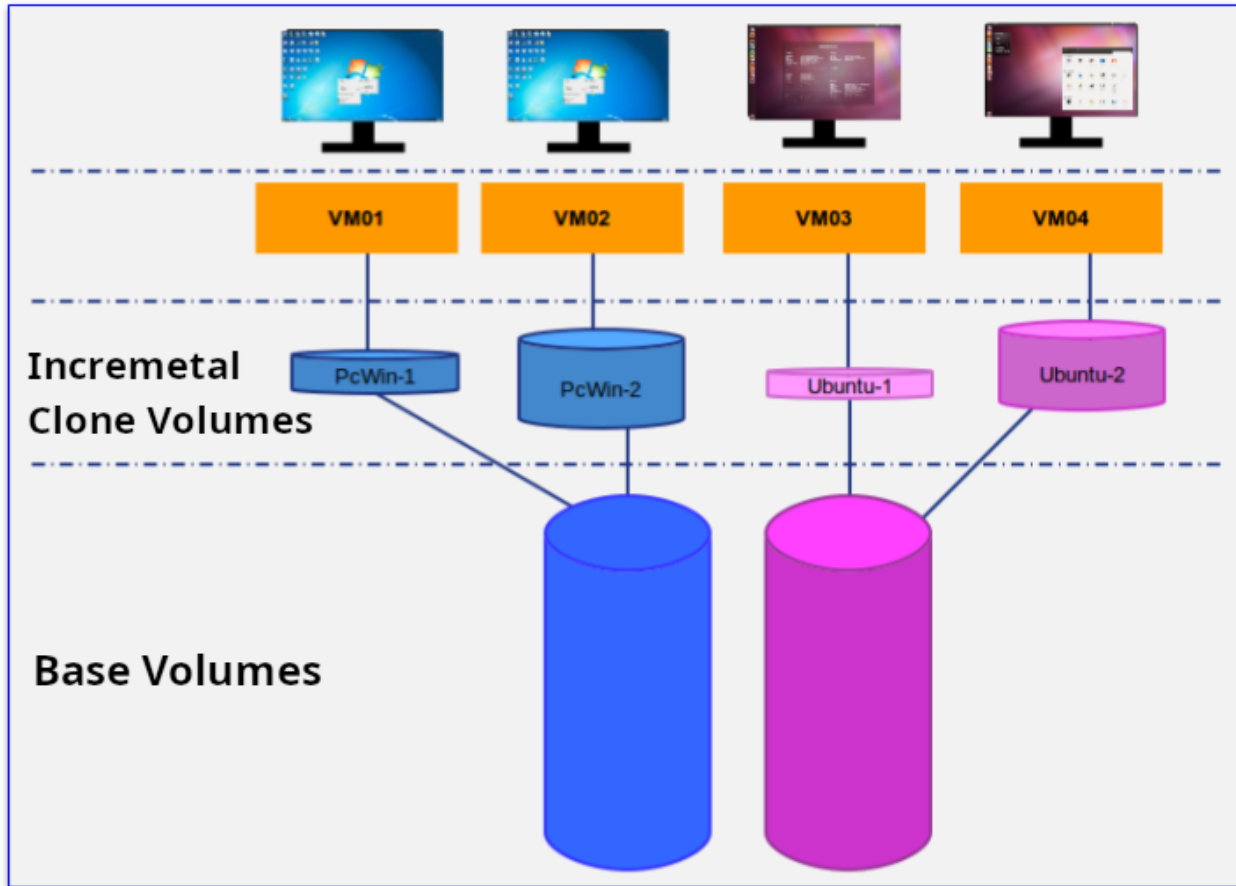 VM01
VM02
VM03
VM04
Incremetal
Clone Volumes
PcWin-1
PcWin-2
Ubuntu-1
Ubuntu-2
Base Volumes